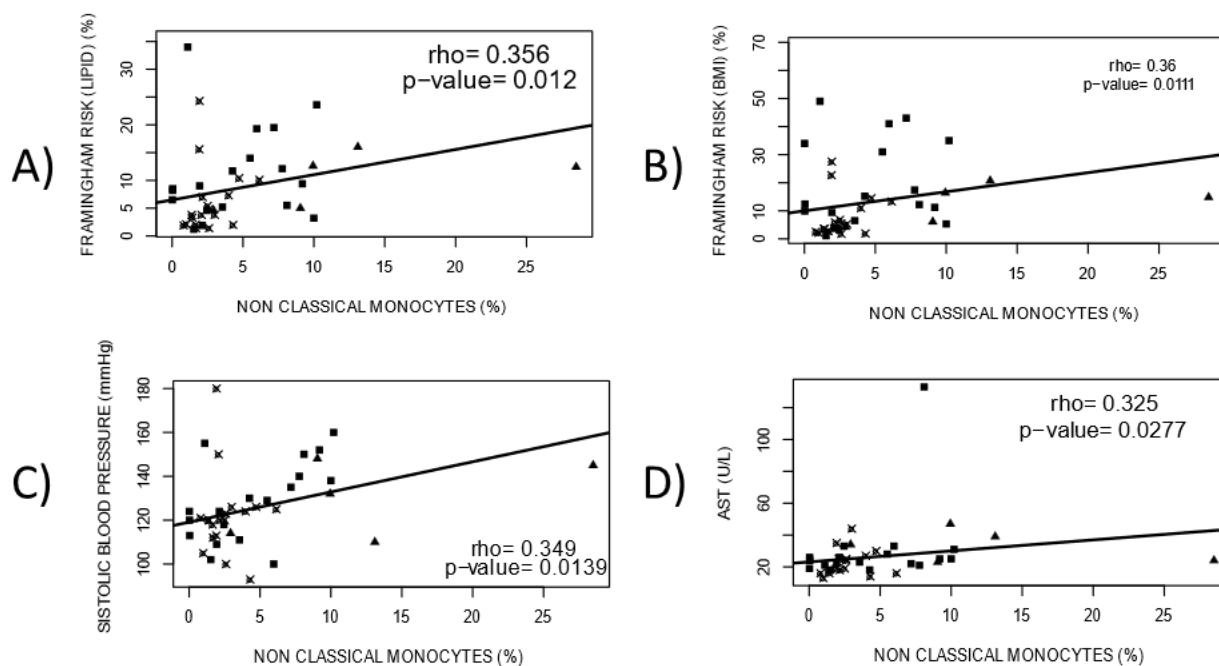 A)
FRAMINGHAM RISK (LIPID) (%)
0 5 10 20 30
rho= 0.356
p-value= 0.012
0 5 10 15 20 25
NON CLASSICAL MONOCYTES (%)
B)
FRAMINGHAM RISK (BMI) (%)
0 10 30 50 70
rho= 0.36
p-value= 0.0111
0 5 10 15 20 25
NON CLASSICAL MONOCYTES (%)
C)
SISTOLIC BLOOD PRESSURE (mmHg)
100 120 140 160 180
rho= 0.349
p-value= 0.0139
0 5 10 15 20 25
NON CLASSICAL MONOCYTES (%)
D)
AST (U/L)
20 60 100
rho= 0.325
p-value= 0.0277
0 5 10 15 20 25
NON CLASSICAL MONOCYTES (%)